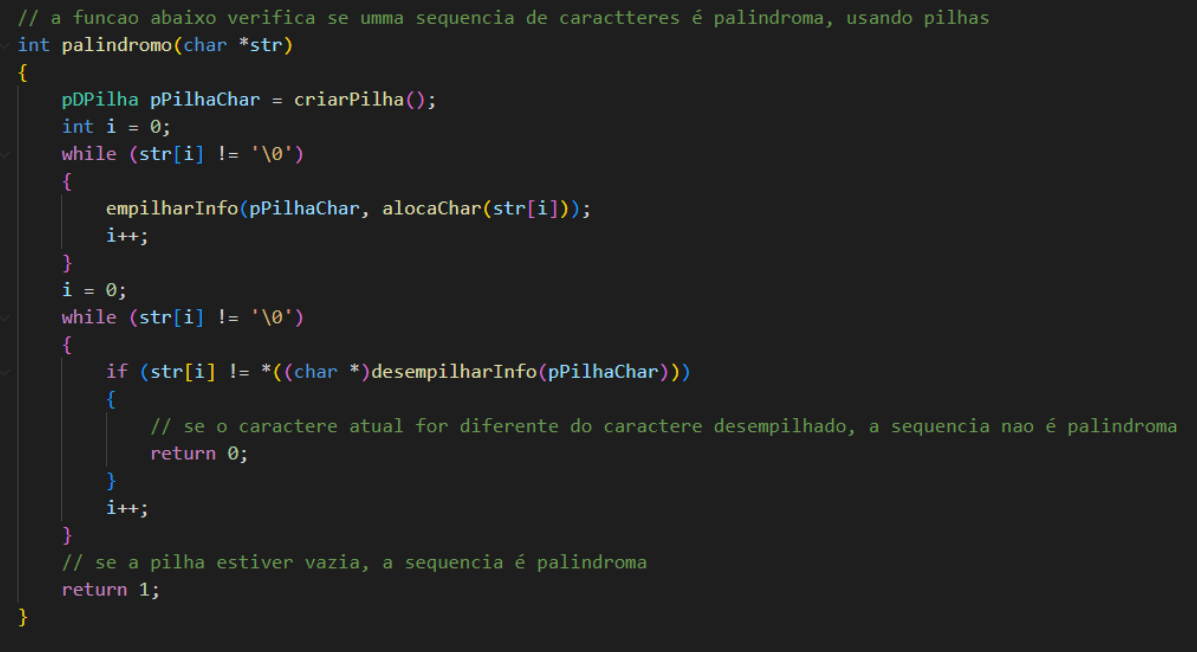 // a funcao abaixo verifica se umma sequencia de caractteres é palindroma, usando pilhas
int palindromo(char *str)
{
    pDPilha pPilhaChar = criarPilha();
    int i = 0;
    while (str[i] != '\0')
    {
        empilharInfo(pPilhaChar, alocaChar(str[i]));
        i++;
    }
    i = 0;
    while (str[i] != '\0')
    {
        if (str[i] != *((char *)desempilharInfo(pPilhaChar)))
        {
            // se o caractere atual for diferente do caractere desempilhado, a sequencia nao é palindroma
            return 0;
        }
        i++;
    }
    // se a pilha estiver vazia, a sequencia é palindroma
    return 1;
}